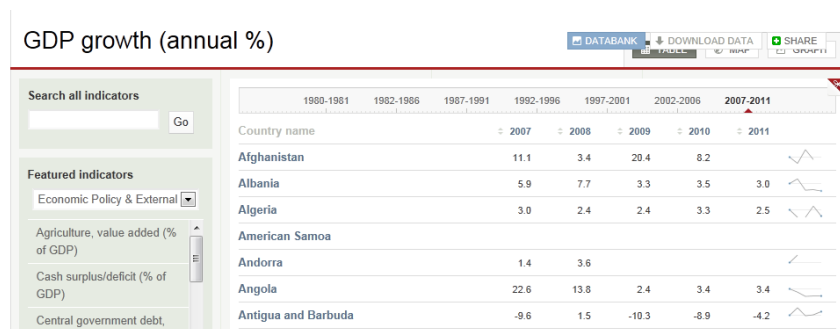 GDP growth (annual %)
DATABANK DOWNLOAD DATA SHARE
TABLE MAP GRAPH
Search all indicators
Go
Featured indicators
Economic Policy & External
Agriculture, value added (%
of GDP)
Cash surplus/deficit (% of
GDP)
Central government debt,
1980-1981 1982-1986 1987-1991 1992-1996 1997-2001 2002-2006 2007-2011
Country name 2007 2008 2009 2010 2011
Afghanistan 11.1 3.4 20.4 8.2
Albania 5.9 7.7 3.3 3.5 3.0
Algeria 3.0 2.4 2.4 3.3 2.5
American Samoa
Andorra 1.4 3.6
Angola 22.6 13.8 2.4 3.4 3.4
Antigua and Barbuda -9.6 1.5 -10.3 -8.9 -4.2